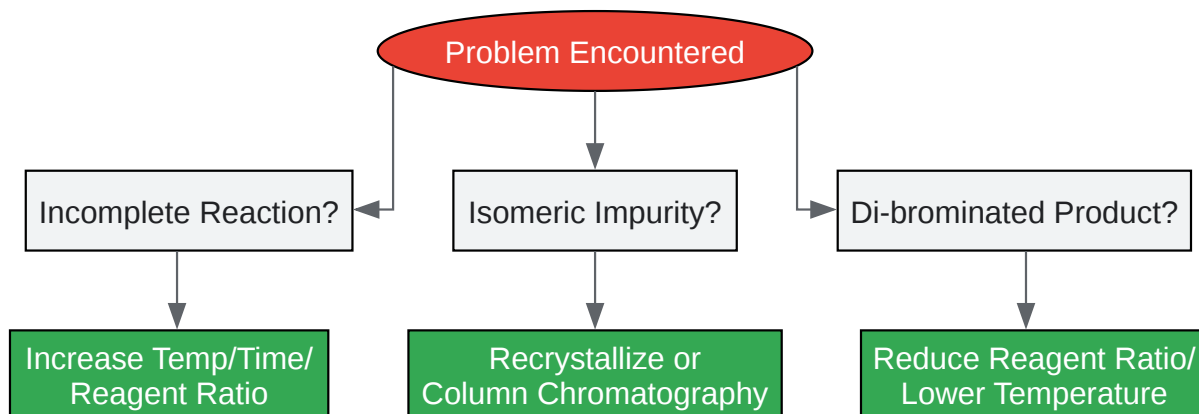 Problem Encountered
Incomplete Reaction?
Isomeric Impurity?
Di-brominated Product?
Increase Temp/Time/
Reagent Ratio
Recrystallize or
Column Chromatography
Reduce Reagent Ratio/
Lower Temperature